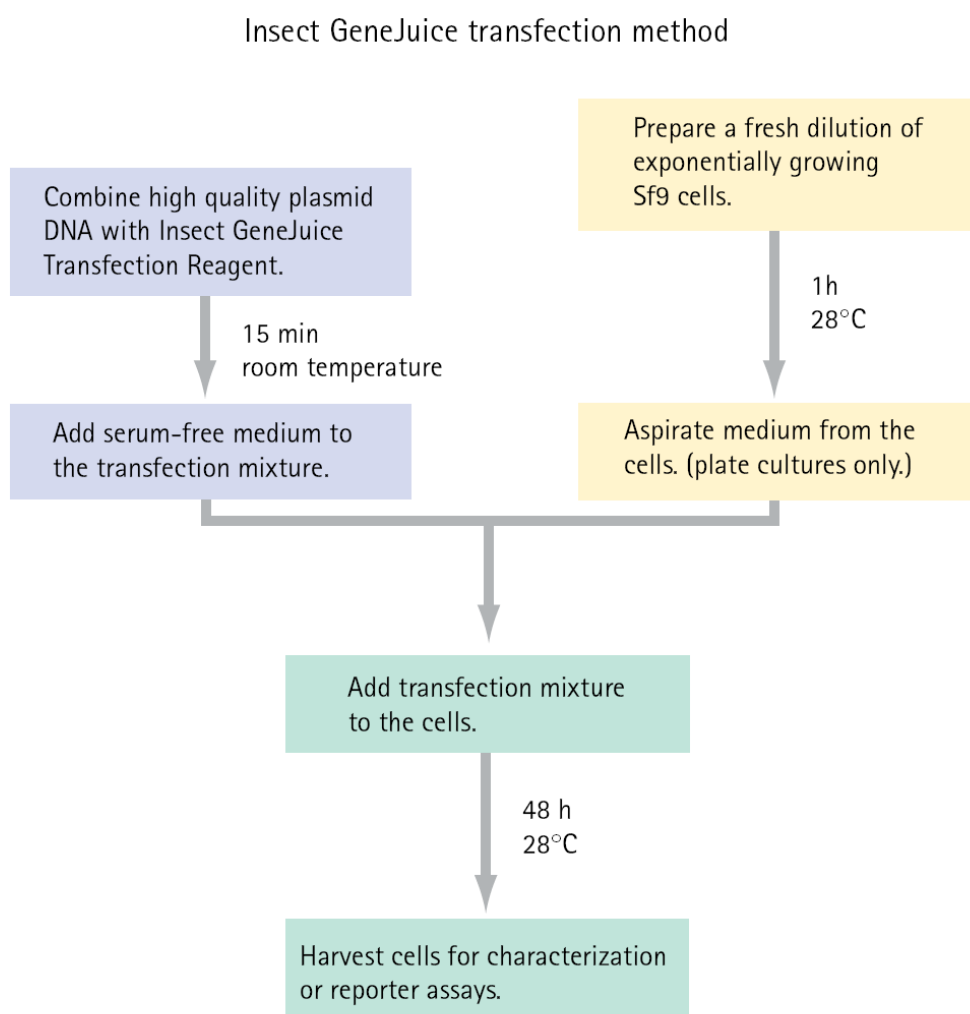 Insect GeneJuice transfection method
Combine high quality plasmid
DNA with Insect GeneJuice
Transfection Reagent.
15 min
room temperature
Add serum-free medium to
the transfection mixture.
Prepare a fresh dilution of
exponentially growing
Sf9 cells.
1h
28°C
Aspirate medium from the
cells. (plate cultures only.)
Add transfection mixture
to the cells.
48 h
28°C
Harvest cells for characterization
or reporter assays.